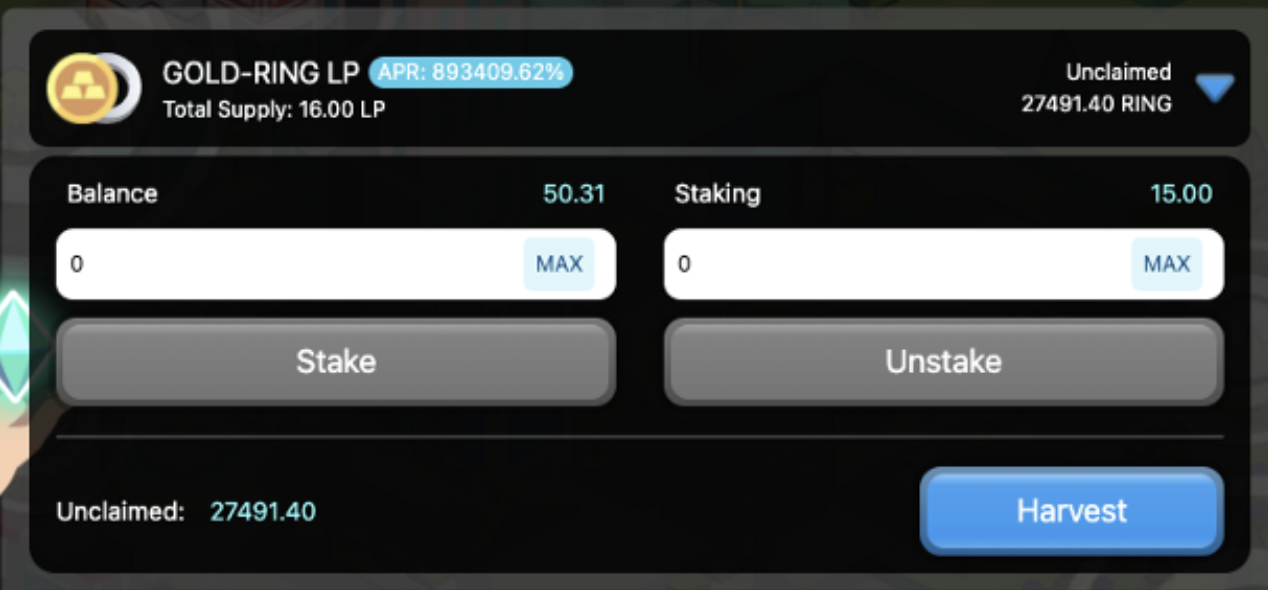 GOLD-RING LP APR: 893409.62%
Total Supply: 16.00 LP
Unclaimed
27491.40 RING
Balance 50.31
0 MAX
Stake
Staking 15.00
0 MAX
Unstake
Unclaimed: 27491.40
Harvest